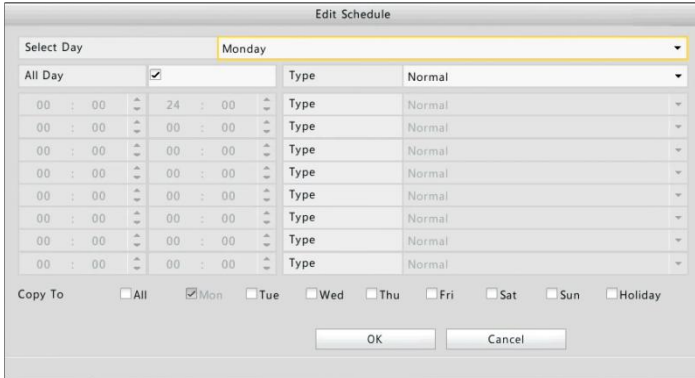 Edit Schedule
Select Day Monday
All Day Type Normal
00 : 00 24 : 00 Type Normal
00 : 00 00 : 00 Type Normal
00 : 00 00 : 00 Type Normal
00 : 00 00 : 00 Type Normal
00 : 00 00 : 00 Type Normal
00 : 00 00 : 00 Type Normal
00 : 00 00 : 00 Type Normal
00 : 00 00 : 00 Type Normal
Copy To All Mon Tue Wed Thu Fri Sat Sun Holiday
OK Cancel